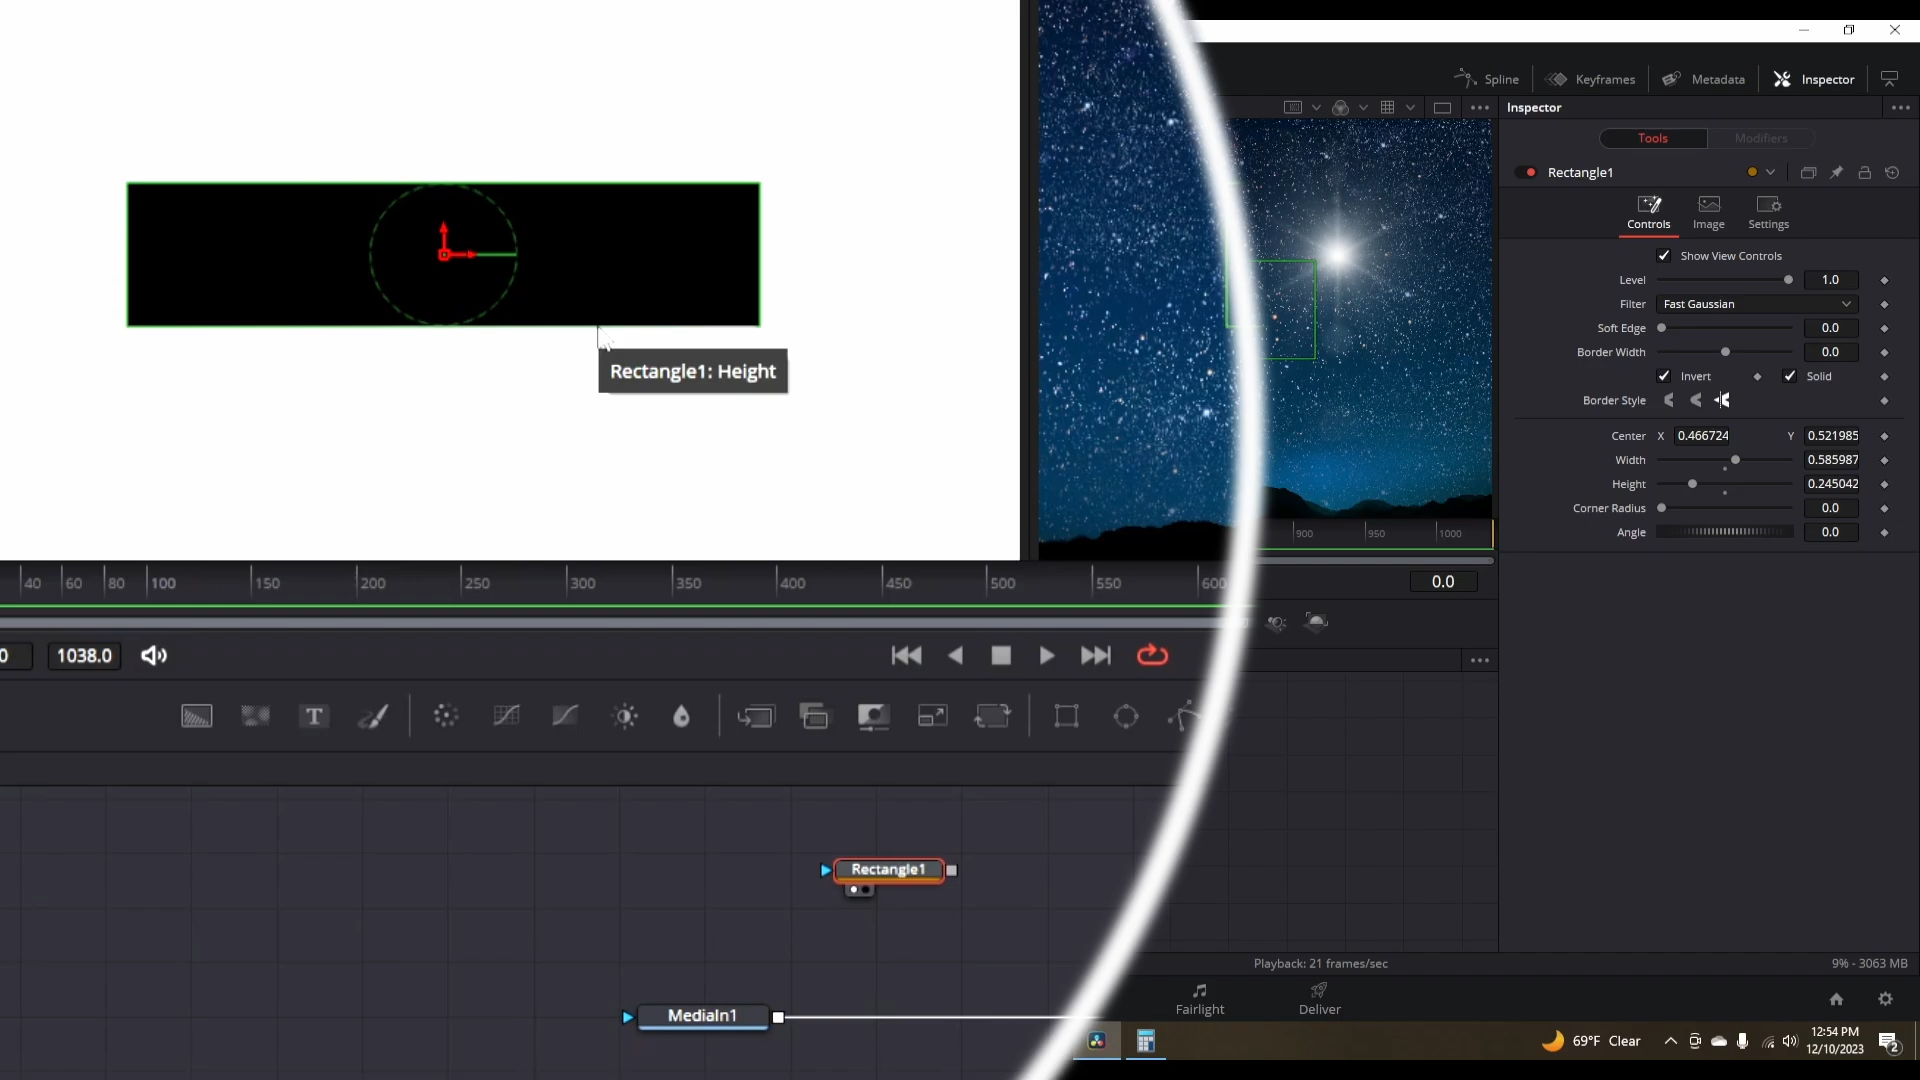 Rectangle1: Height
40 60 80 100 150 200 250 300 350 400 450 500 550 600
0 1038.0
T
Rectangle1
MediaIn1
Spline Keyframes Metadata Inspector
Inspector
Tools Modifiers
Rectangle1
Controls Image Settings
Show View Controls
Level 1.0
Filter Fast Gaussian
Soft Edge 0.0
Border Width 0.0
Invert Solid
Border Style
Center X 0.466724 Y 0.521985
Width 0.585987
Height 0.245042
Corner Radius 0.0
Angle 0.0
900 950 1000
0.0
Playback: 21 frames/sec 9% - 3063 MB
Fairlight Deliver
69°F Clear
12:54 PM
12/10/2023
2